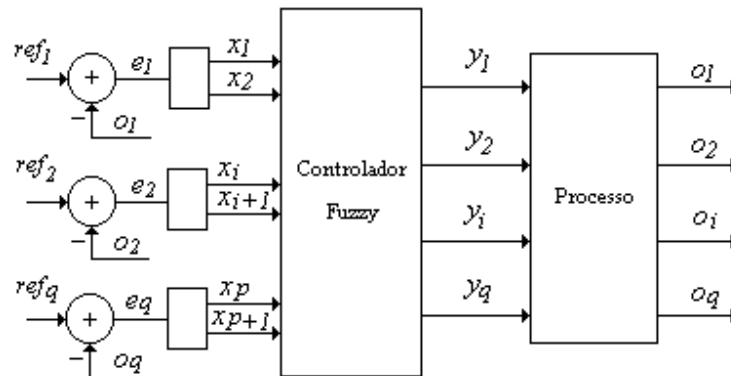 ref1
+
−
o1
e1
x1
x2
ref2
+
−
o2
e2
xi
xi+1
refq
+
−
oq
eq
xp
xp+1
Controlador
Fuzzy
y1
y2
yi
yq
Processo
o1
o2
oi
oq